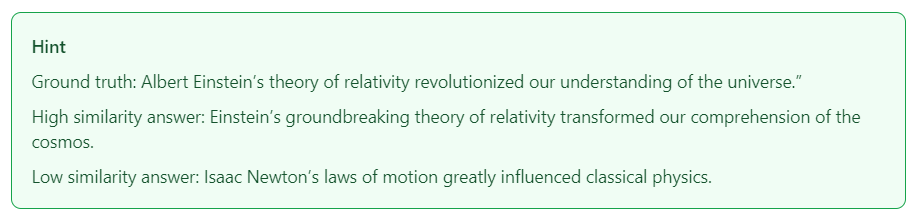 Hint
Ground truth: Albert Einstein’s theory of relativity revolutionized our understanding of the universe.”
High similarity answer: Einstein’s groundbreaking theory of relativity transformed our comprehension of the
cosmos.
Low similarity answer: Isaac Newton’s laws of motion greatly influenced classical physics.